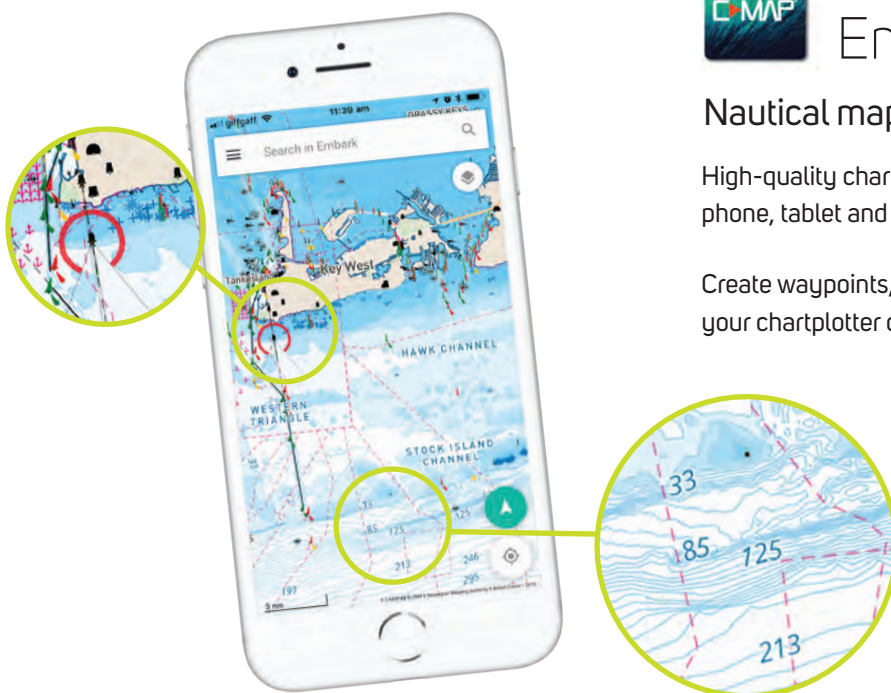 C-MAP
Nautical map
High-quality char
phone, tablet and
Create waypoints,
your chartplotter
giffgaff
11:39 am
GRASSY KEYS
Search in Embark
Key West
HAWK CHANNEL
WESTERN
TRIANGLE
STOCK ISLAND
CHANNEL
33
85
125
125
213
246
295
197
3 nm
33
85
125
213